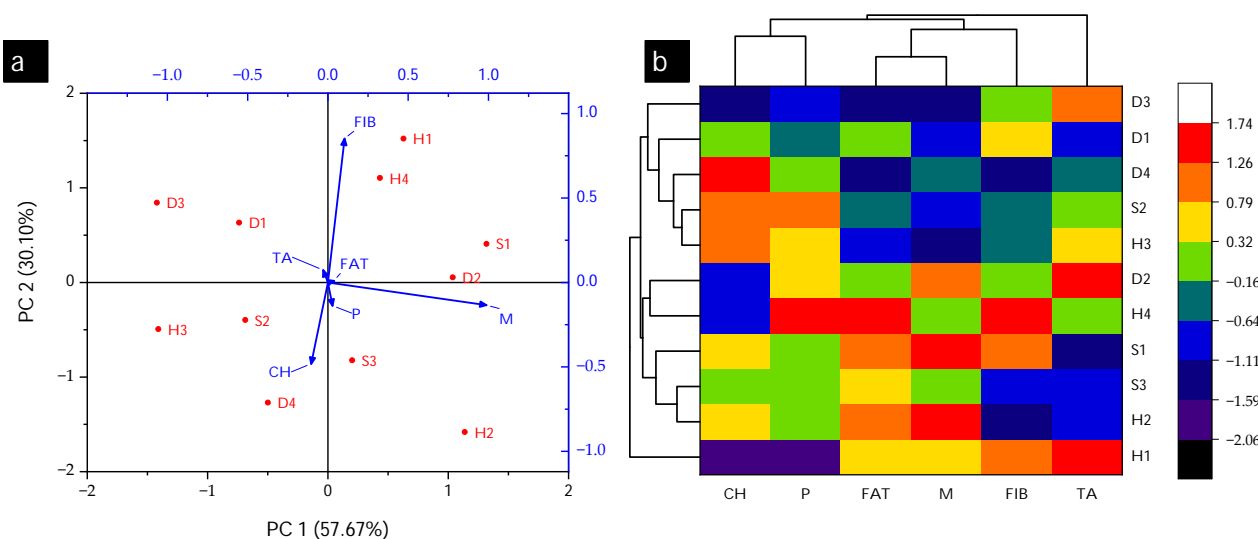 a
−1.0 −0.5 0.0 0.5 1.0
2
1
0
−1
−2
PC 2 (30.10%)
−2 −1 0 1 2
PC 1 (57.67%)
1.0
0.5
0.0
−0.5
−1.0
FIB
H1
H4
D3
D1
S1
TA
FAT
D2
P
M
H3
S2
S3
CH
D4
H2
b
D3
D1
D4
S2
H3
D2
H4
S1
S3
H2
H1
CH P FAT M FIB TA
1.74
1.26
0.79
0.32
−0.16
−0.64
−1.11
−1.59
−2.06